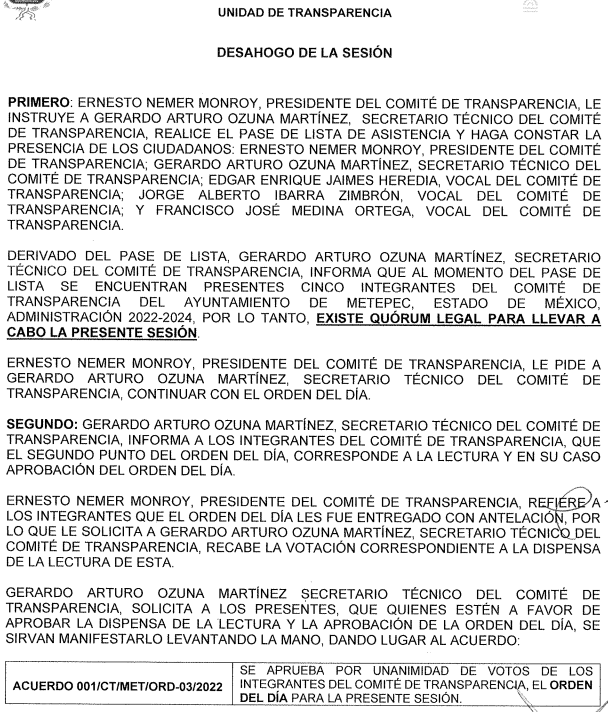 UNIDAD DE TRANSPARENCIA
DESAHOGO DE LA SESIÓN
PRIMERO: ERNESTO NEMER MONROY, PRESIDENTE DEL COMITÉ DE TRANSPARENCIA, LE
INSTRUYE A GERARDO ARTURO OZUNA MARTÍNEZ, SECRETARIO TÉCNICO DEL COMITÉ
DE TRANSPARENCIA, REALICE EL PASE DE LISTA DE ASISTENCIA Y HAGA CONSTAR LA
PRESENCIA DE LOS CIUDADANOS: ERNESTO NEMER MONROY, PRESIDENTE DEL COMITÉ
DE TRANSPARENCIA; GERARDO ARTURO OZUNA MARTÍNEZ, SECRETARIO TÉCNICO DEL
COMITÉ DE TRANSPARENCIA; EDGAR ENRIQUE JAIMES HEREDIA, VOCAL DEL COMITÉ DE
TRANSPARENCIA; JORGE ALBERTO IBARRA ZIMBRÓN, VOCAL DEL COMITÉ DE
TRANSPARENCIA; Y FRANCISCO JOSÉ MEDINA ORTEGA, VOCAL DEL COMITÉ DE
TRANSPARENCIA.
DERIVADO DEL PASE DE LISTA, GERARDO ARTURO OZUNA MARTÍNEZ, SECRETARIO
TÉCNICO DEL COMITÉ DE TRANSPARENCIA, INFORMA QUE AL MOMENTO DEL PASE DE
LISTA SE ENCUENTRAN PRESENTES CINCO INTEGRANTES DEL COMITÉ DE
TRANSPARENCIA DEL AYUNTAMIENTO DE METEPEC, ESTADO DE MÉXICO,
ADMINISTRACIÓN 2022-2024, POR LO TANTO, EXISTE QUÓRUM LEGAL PARA LLEVAR A
CABO LA PRESENTE SESIÓN.
ERNESTO NEMER MONROY, PRESIDENTE DEL COMITÉ DE TRANSPARENCIA, LE PIDE A
GERARDO ARTURO OZUNA MARTÍNEZ, SECRETARIO TÉCNICO DEL COMITÉ DE
TRANSPARENCIA, CONTINUAR CON EL ORDEN DEL DÍA.
SEGUNDO: GERARDO ARTURO OZUNA MARTÍNEZ, SECRETARIO TÉCNICO DEL COMITÉ DE
TRANSPARENCIA, INFORMA A LOS INTEGRANTES DEL COMITÉ DE TRANSPARENCIA, QUE
EL SEGUNDO PUNTO DEL ORDEN DEL DÍA, CORRESPONDE A LA LECTURA Y EN SU CASO
APROBACIÓN DEL ORDEN DEL DÍA.
ERNESTO NEMER MONROY, PRESIDENTE DEL COMITÉ DE TRANSPARENCIA, REFIERE A
LOS INTEGRANTES QUE EL ORDEN DEL DÍA LES FUE ENTREGADO CON ANTELACIÓN, POR
LO QUE LE SOLICITA A GERARDO ARTURO OZUNA MARTÍNEZ, SECRETARIO TÉCNICO DEL
COMITÉ DE TRANSPARENCIA, RECABE LA VOTACIÓN CORRESPONDIENTE A LA DISPENSA
DE LA LECTURA DE ESTA.
GERARDO ARTURO OZUNA MARTÍNEZ SECRETARIO TÉCNICO DEL COMITÉ DE
TRANSPARENCIA, SOLICITA A LOS PRESENTES, QUE QUIENES ESTÉN A FAVOR DE
APROBAR LA DISPENSA DE LA LECTURA Y LA APROBACIÓN DE LA ORDEN DEL DÍA, SE
SIRVAN MANIFESTARLO LEVANTANDO LA MANO, DANDO LUGAR AL ACUERDO:
ACUERDO 001/CT/MET/ORD-03/2022
SE APRUEBA POR UNANIMIDAD DE VOTOS DE LOS
INTEGRANTES DEL COMITÉ DE TRANSPARENCIA, EL ORDEN
DEL DÍA PARA LA PRESENTE SESIÓN.